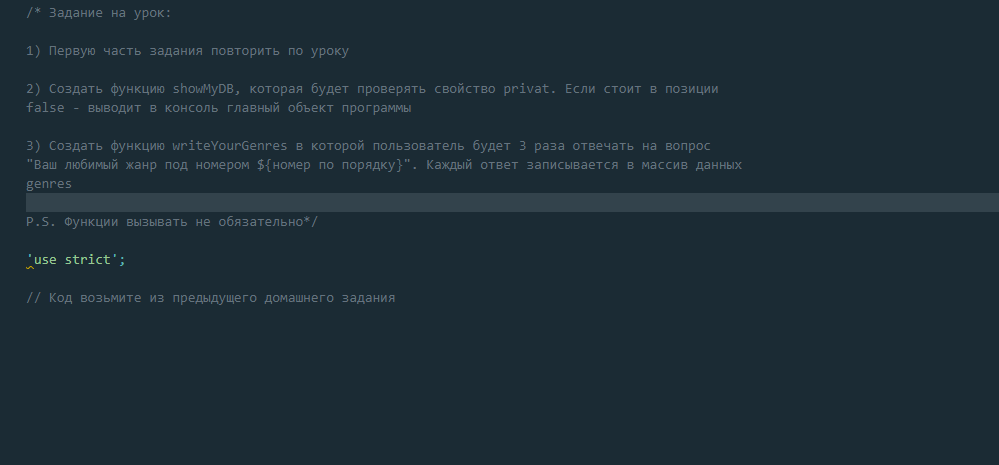 /* Задание на урок:
1) Первую часть задания повторить по уроку
2) Создать функцию showMyDB, которая будет проверять свойство privat. Если стоит в позиции
false - выводит в консоль главный объект программы
3) Создать функцию writeYourGenres в которой пользователь будет 3 раза отвечать на вопрос
"Ваш любимый жанр под номером ${номер по порядку}". Каждый ответ записывается в массив данных
genres
P.S. Функции вызывать не обязательно*/
'use strict';
// Код возьмите из предыдущего домашнего задания